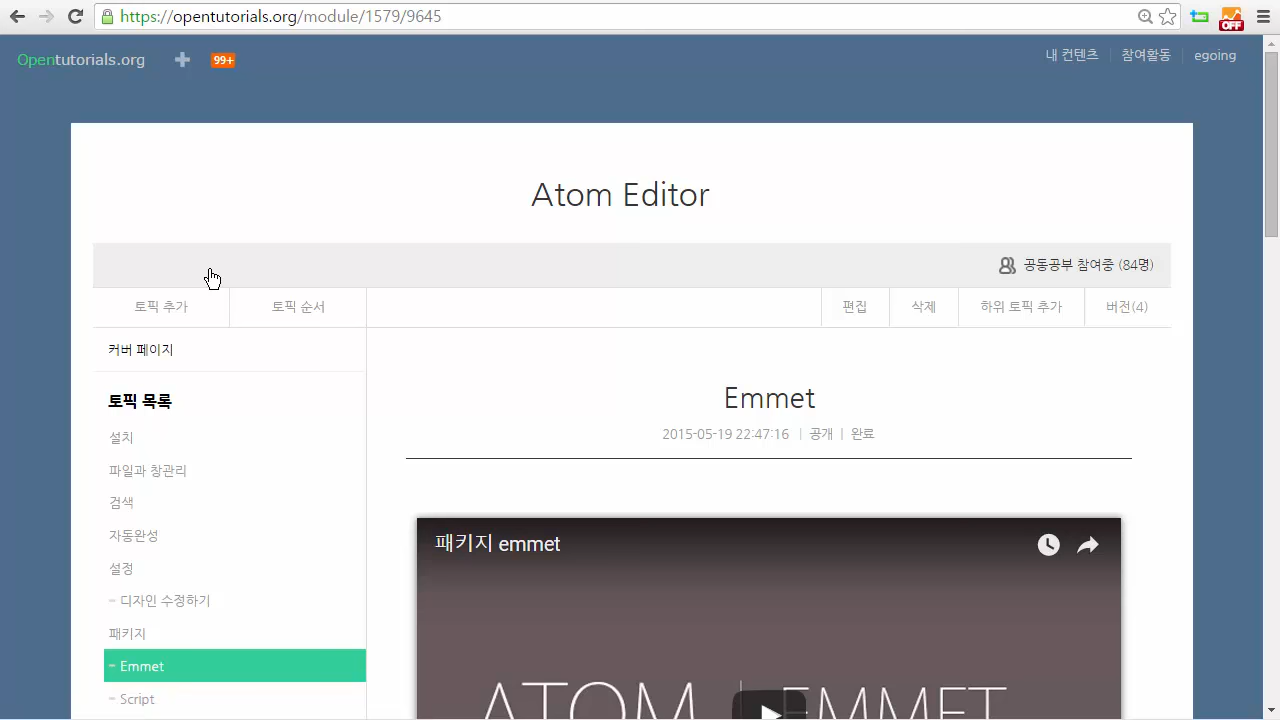 https://opentutorials.org/module/1579/9645
OFF
Opentutorials.org
99+
내 컨텐츠
참여활동
egoing
Atom Editor
공동공부 참여중 (84명)
토픽 추가
토픽 순서
편집
삭제
하위 토픽 추가
버전(4)
커버 페이지
토픽 목록
설치
파일과 창관리
검색
자동완성
설정
디자인 수정하기
패키지
Emmet
Script
Emmet
2015-05-19 22:47:16 | 공개 | 완료
패키지 emmet
ATOM | EMMET